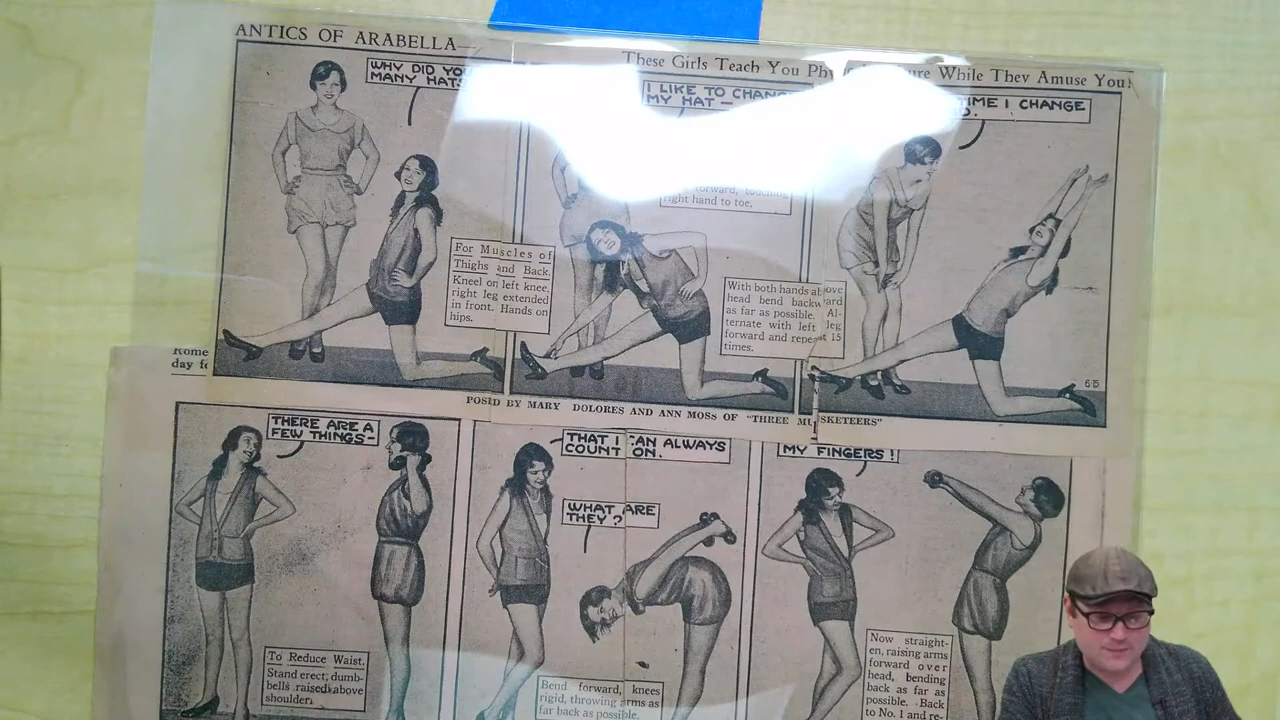 ANTICS OF ARABELLA—
These Girls Teach You Phy
ure While They Amuse You!
WHY DID YO
MANY HAT
I LIKE TO CHANG
MY HAT —
TIME I CHANGE
forward, touching
right hand to toe.
For Muscles of
Thighs and Back.
Kneel on left knee,
right leg extended
in front. Hands on
hips.
With both hands above
head bend backward
as far as possible. Al-
ternate with left leg
forward and repeat 15
times.
6-15
Rome
day f
POSED BY MARY DOLORES AND ANN MOSS OF "THREE MUSKETEERS"
THERE ARE A
FEW THINGS-
THAT I CAN ALWAYS
COUNT ON.
WHAT ARE
THEY ?
MY FINGERS !
To Reduce Waist.
Stand erect, dumb-
bells raised above
shoulders.
Bend forward, knees
rigid, throwing arms as
far back as possible.
Now straight-
en, raising arms
forward over
head, bending
back as far as
possible. Back
to No. 1 and re-